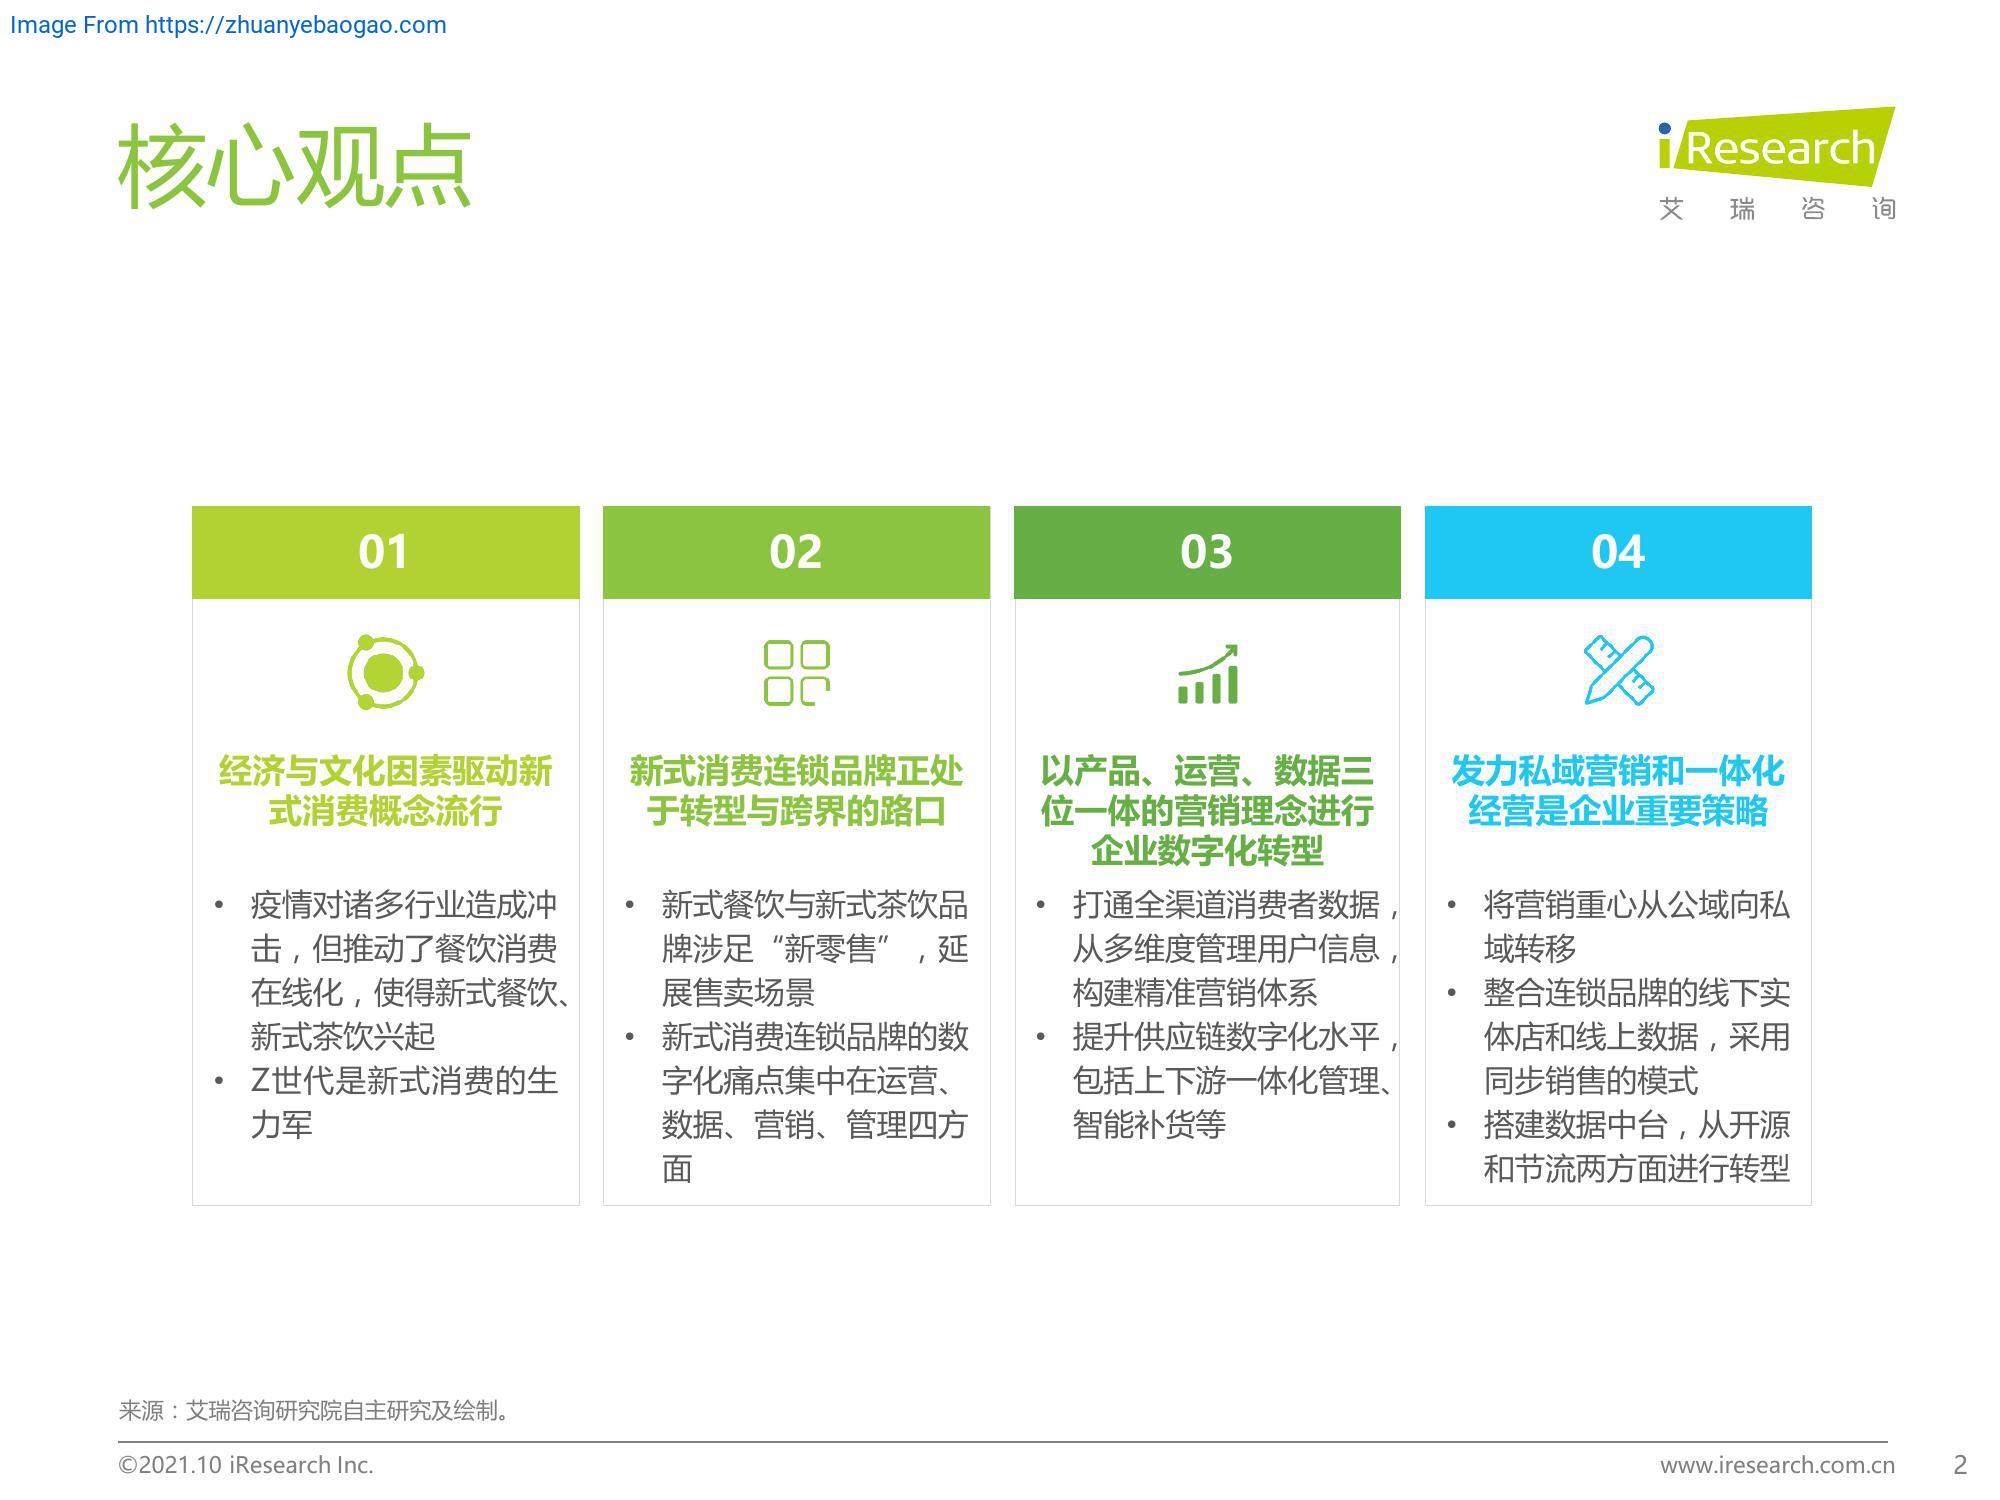 Image From https://zhuanyebaogao.com
核心观点
iResearch
艾瑞咨询
01
经济与文化因素驱动新
式消费概念流行
• 疫情对诸多行业造成冲
击，但推动了餐饮消费
在线化，使得新式餐饮、
新式茶饮兴起
• Z世代是新式消费的生
力军
02
新式消费连锁品牌正处
于转型与跨界的路口
• 新式餐饮与新式茶饮品
牌涉足“新零售”，延
展售卖场景
• 新式消费连锁品牌的数
字化痛点集中在运营、
数据、营销、管理四方
面
03
以产品、运营、数据三
位一体的营销理念进行
企业数字化转型
• 打通全渠道消费者数据，
从多维度管理用户信息，
构建精准营销体系
• 提升供应链数字化水平，
包括上下游一体化管理、
智能补货等
04
发力私域营销和一体化
经营是企业重要策略
• 将营销重心从公域向私
域转移
• 整合连锁品牌的线下实
体店和线上数据，采用
同步销售的模式
• 搭建数据中台，从开源
和节流两方面进行转型
来源：艾瑞咨询研究院自主研究及绘制。
©2021.10 iResearch Inc.
www.iresearch.com.cn
2